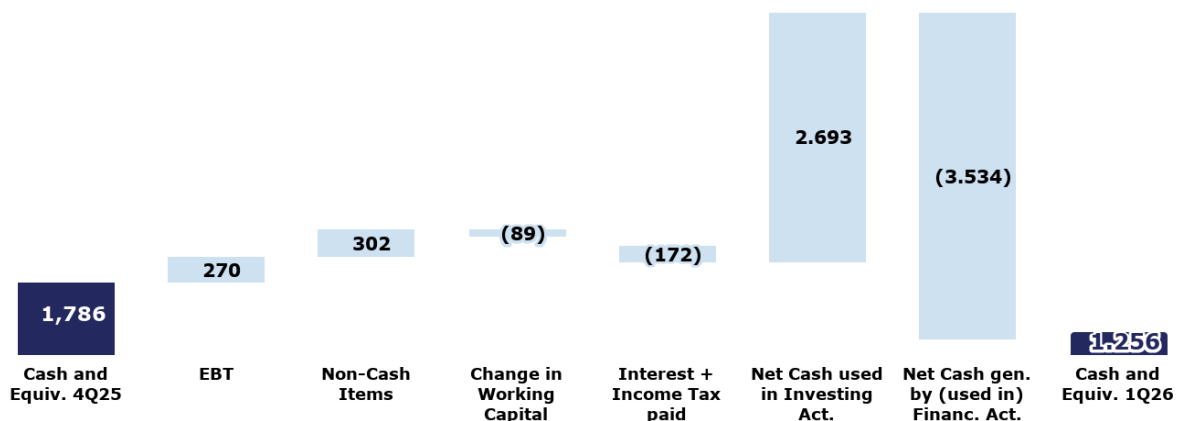 2.693
(3.534)
302
(89)
(172)
270
1,786
1.256
Cash and
Equiv. 4Q25
EBT
Non-Cash
Items
Change in
Working
Capital
Interest +
Income Tax
paid
Net Cash used
in Investing
Act.
Net Cash gen.
by (used in)
Financ. Act.
Cash and
Equiv. 1Q26